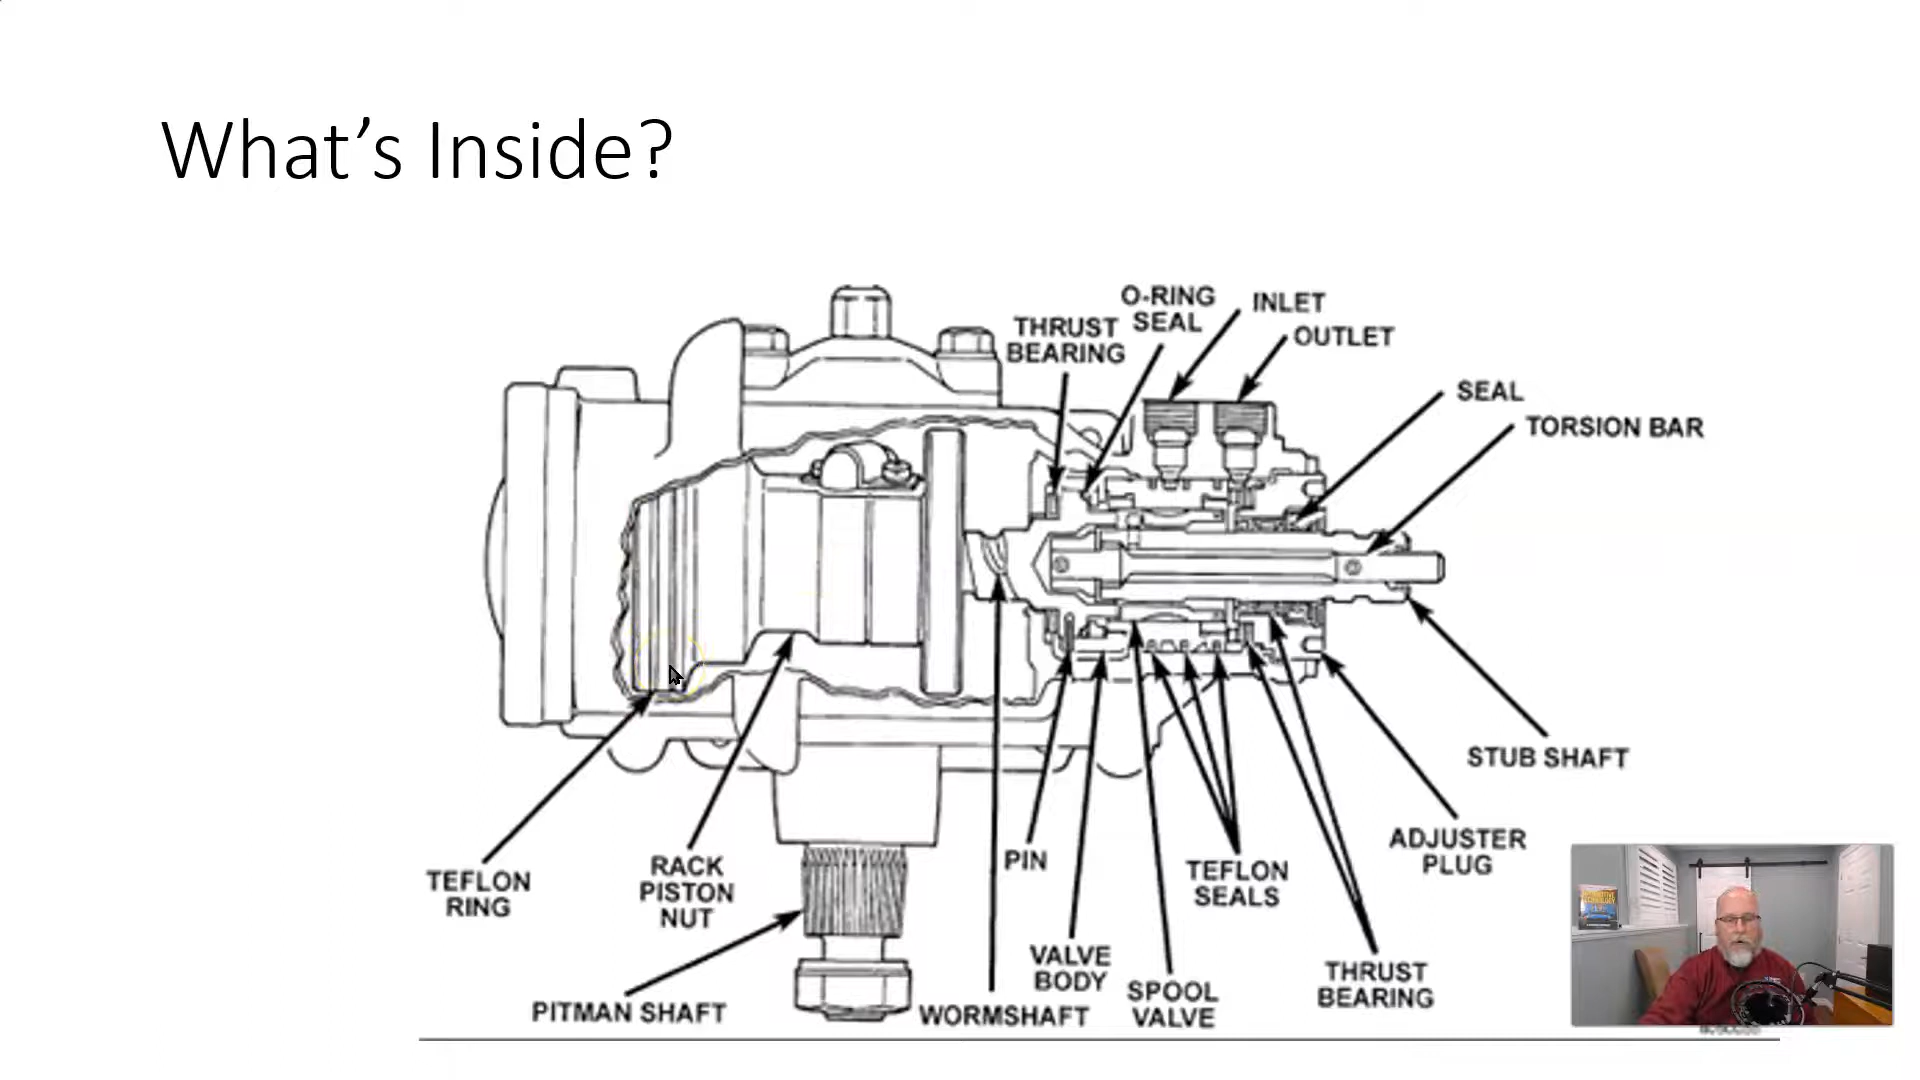 What’s Inside?
O-RING
SEAL
INLET
THRUST
BEARING
OUTLET
SEAL
TORSION BAR
STUB SHAFT
ADJUSTER
PLUG
TEFLON
RING
RACK
PISTON
NUT
PIN
TEFLON
SEALS
VALVE
BODY
SPOOL
VALVE
THRUST
BEARING
PITMAN SHAFT
WORMSHAFT